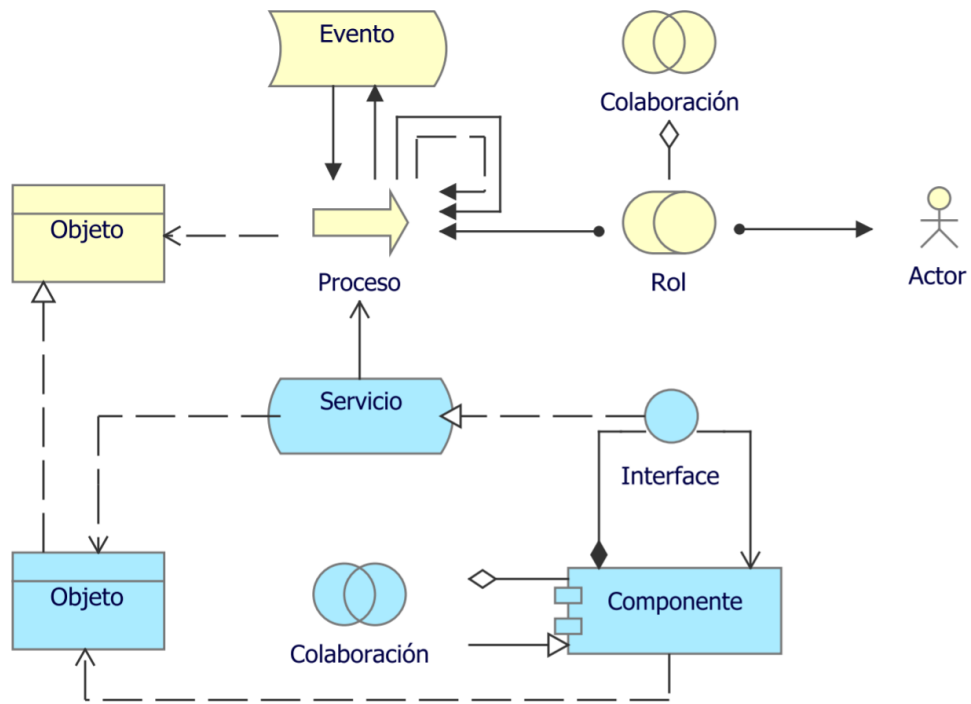 Evento
Colaboración
Objeto
Proceso
Rol
Actor
Servicio
Interface
Objeto
Componente
Colaboración